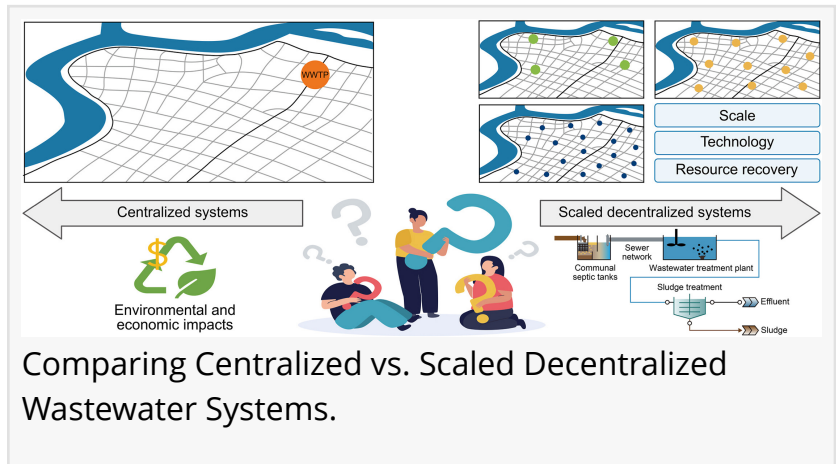 WWTP
Scale
Technology
Resource recovery
Centralized systems
Scaled decentralized systems
$
Environmental and
economic impacts
Communal
septic tanks
Sewer
network
Wastewater treatment plant
Sludge treatment
Effluent
Sludge
? ? ? ? ?
Comparing Centralized vs. Scaled Decentralized
Wastewater Systems.